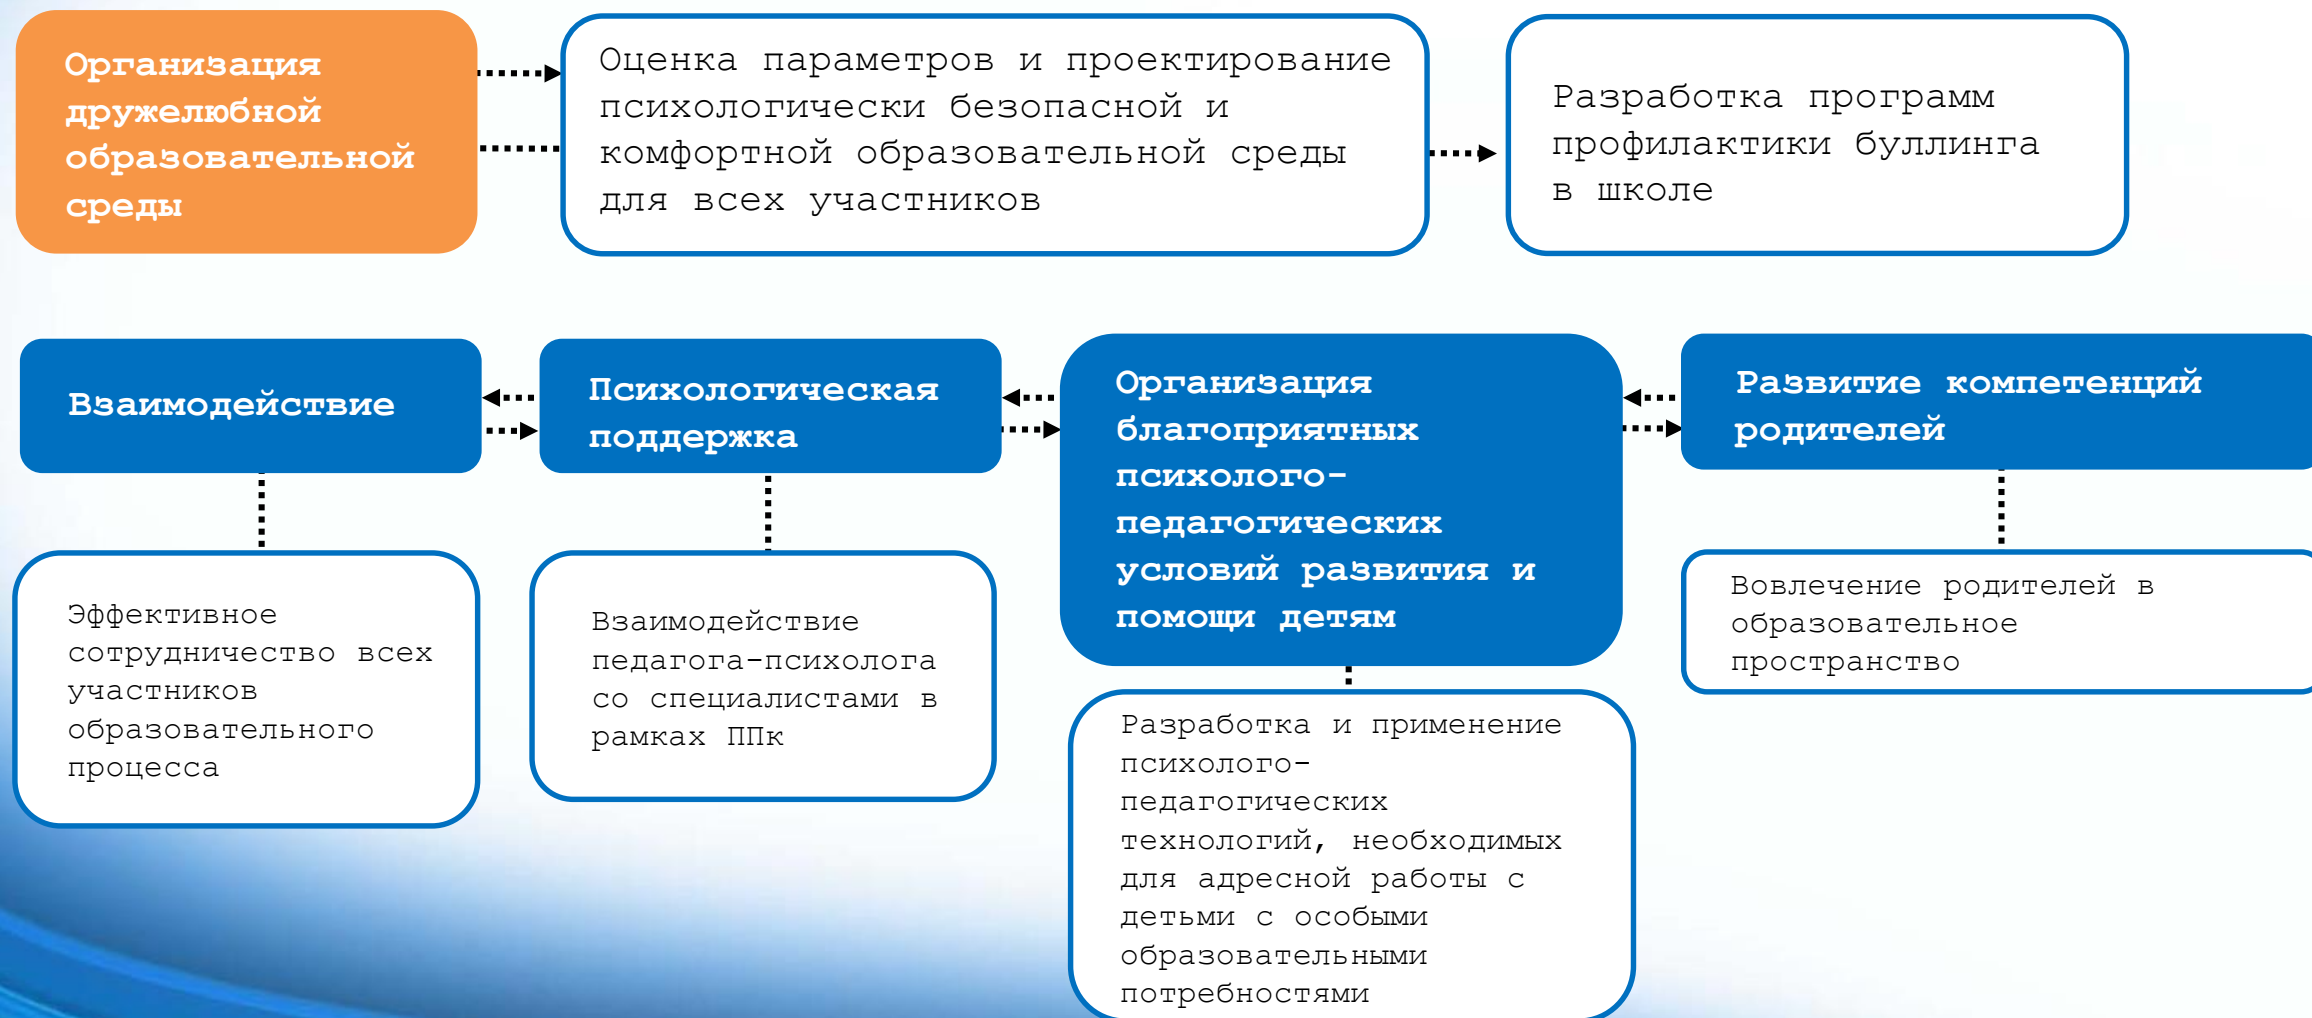 Организация
дружелюбной
образовательной
среды
Оценка параметров и проектирование
психологически безопасной и
комфортной образовательной среды
для всех участников
Разработка программ
профилактики буллинга
в школе
Взаимодействие
Психологическая
поддержка
Организация
благоприятных
психолого-
педагогических
условий развития и
помощи детям
Развитие компетенций
родителей
Эффективное
сотрудничество всех
участников
образовательного
процесса
Взаимодействие
педагога-психолога
со специалистами в
рамках ППк
Разработка и применение
психолого-
педагогических
технологий, необходимых
для адресной работы с
детьми с особыми
образовательными
потребностями
Вовлечение родителей в
образовательное
пространство